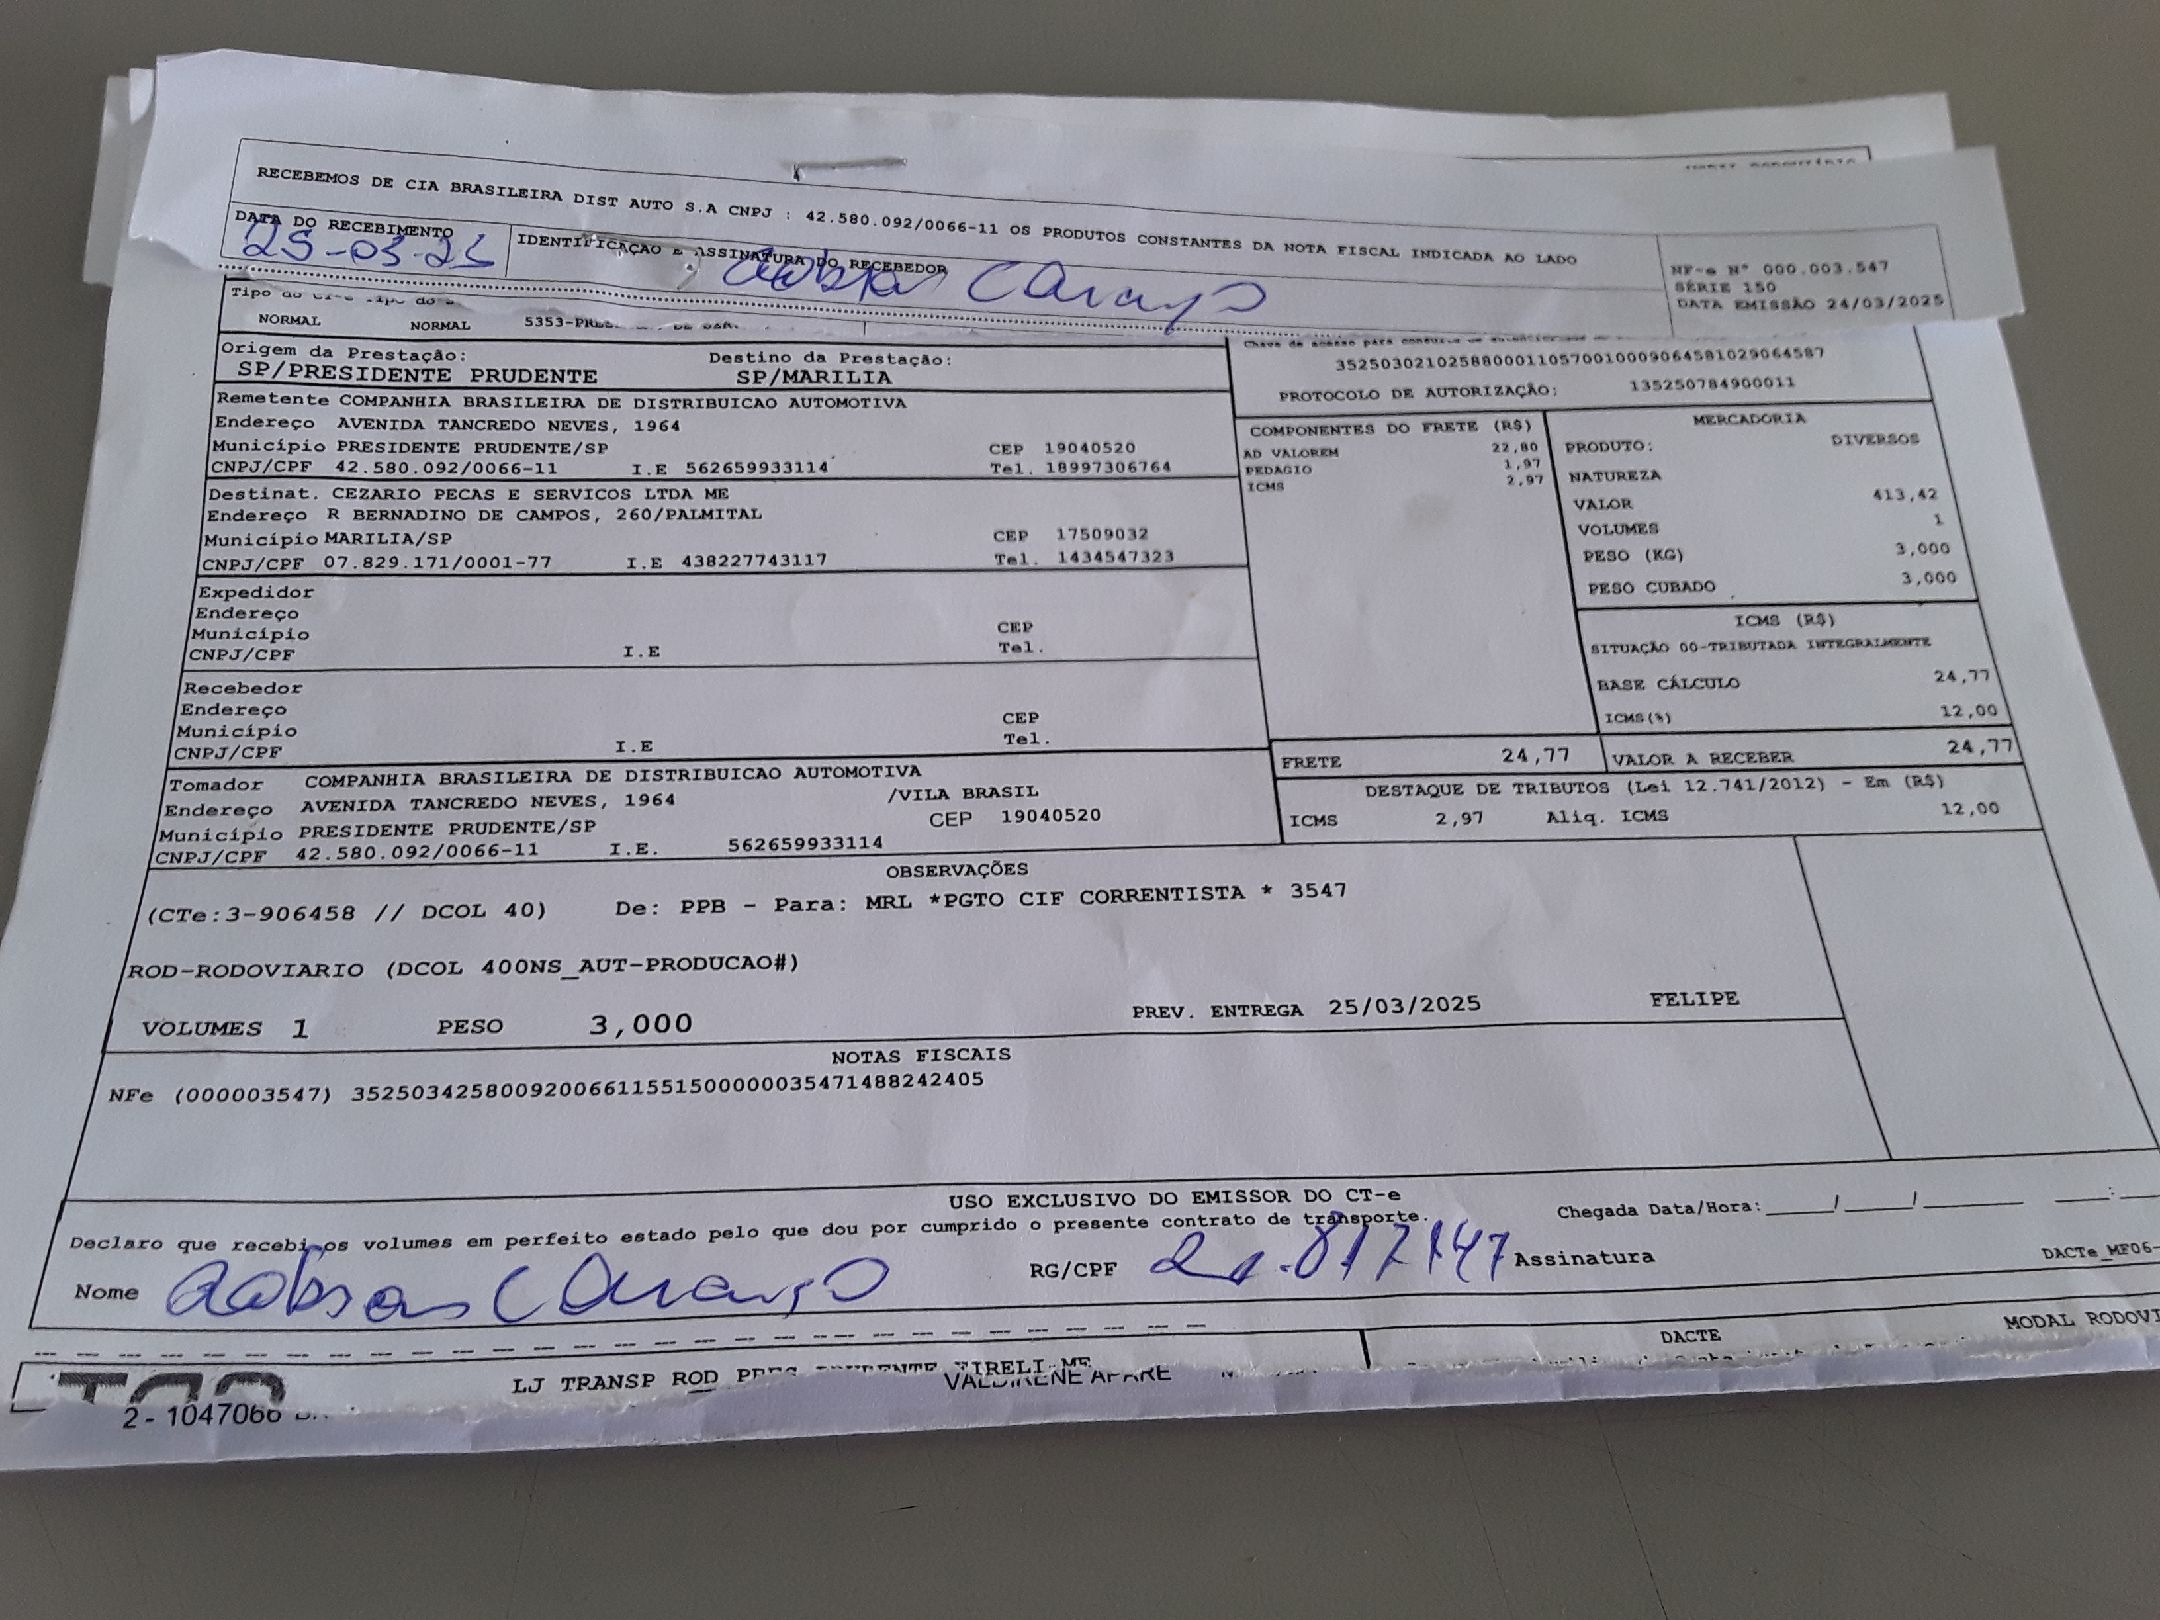 RECEBEMOS DE CIA BRASILEIRA DIST AUTO S.A CNPJ : 42.580.092/0066-11 OS PRODUTOS CONSTANTES DA NOTA FISCAL INDICADA AO LADO
DATA DO RECEBIMENTO
25-03-25
IDENTIFICAÇÃO E ASSINATURA DO RECEBEDOR
NF-e Nº 000.003.547
SÉRIE 150
DATA EMISSÃO 24/03/2025
NORMAL NORMAL
Origem da Prestação: Destino da Prestação:
SP/PRESIDENTE PRUDENTE SP/MARILIA
35250302102588000110570010009064581029064587
PROTOCOLO DE AUTORIZAÇÃO: 135250784900011
Remetente COMPANHIA BRASILEIRA DE DISTRIBUICAO AUTOMOTIVA
Endereço AVENIDA TANCREDO NEVES, 1964
Município PRESIDENTE PRUDENTE/SP CEP 19040520
CNPJ/CPF 42.580.092/0066-11 I.E 562659933114 Tel. 18997306764
Destinat. CEZARIO PECAS E SERVICOS LTDA ME
Endereço R BERNADINO DE CAMPOS, 260/PALMITAL
Município MARILIA/SP CEP 17509032
CNPJ/CPF 07.829.171/0001-77 I.E 438227743117 Tel. 1434547323
Expedidor
Endereço
Município CEP
CNPJ/CPF I.E Tel.
Recebedor
Endereço
Município CEP
CNPJ/CPF I.E Tel.
Tomador COMPANHIA BRASILEIRA DE DISTRIBUICAO AUTOMOTIVA
Endereço AVENIDA TANCREDO NEVES, 1964 /VILA BRASIL
Município PRESIDENTE PRUDENTE/SP CEP 19040520
CNPJ/CPF 42.580.092/0066-11 I.E. 562659933114
COMPONENTES DO FRETE (R$)
AD VALOREM 22,80
PEDAGIO 1,97
ICMS 2,97
MERCADORIA
PRODUTO: DIVERSOS
NATUREZA
VALOR 413,42
VOLUMES 1
PESO (KG) 3,000
PESO CUBADO 3,000
ICMS (R$)
SITUAÇÃO 00-TRIBUTADA INTEGRALMENTE
BASE CÁLCULO 24,77
ICMS(%) 12,00
FRETE 24,77 VALOR A RECEBER 24,77
DESTAQUE DE TRIBUTOS (Lei 12.741/2012) - Em (R$)
ICMS 2,97 Aliq. ICMS 12,00
OBSERVAÇÕES
(CTe:3-906458 // DCOL 40) De: PPB - Para: MRL *PGTO CIF CORRENTISTA * 3547
ROD-RODOVIARIO (DCOL 400NS_AUT-PRODUCAO#)
VOLUMES 1 PESO 3,000 PREV. ENTREGA 25/03/2025 FELIPE
NOTAS FISCAIS
NFe (000003547) 35250342580092006611551500000035471488242405
USO EXCLUSIVO DO EMISSOR DO CT-e
Declaro que recebi os volumes em perfeito estado pelo que dou por cumprido o presente contrato de transporte.
Chegada Data/Hora:_____/_____/________ ____:____
Nome RG/CPF Assinatura
DACTe_MF06-
DACTE MODAL RODOVI
LJ TRANSP ROD PRES PRUDENTE EIRELI-ME
VALDIRENE APARE
2 - 1047066